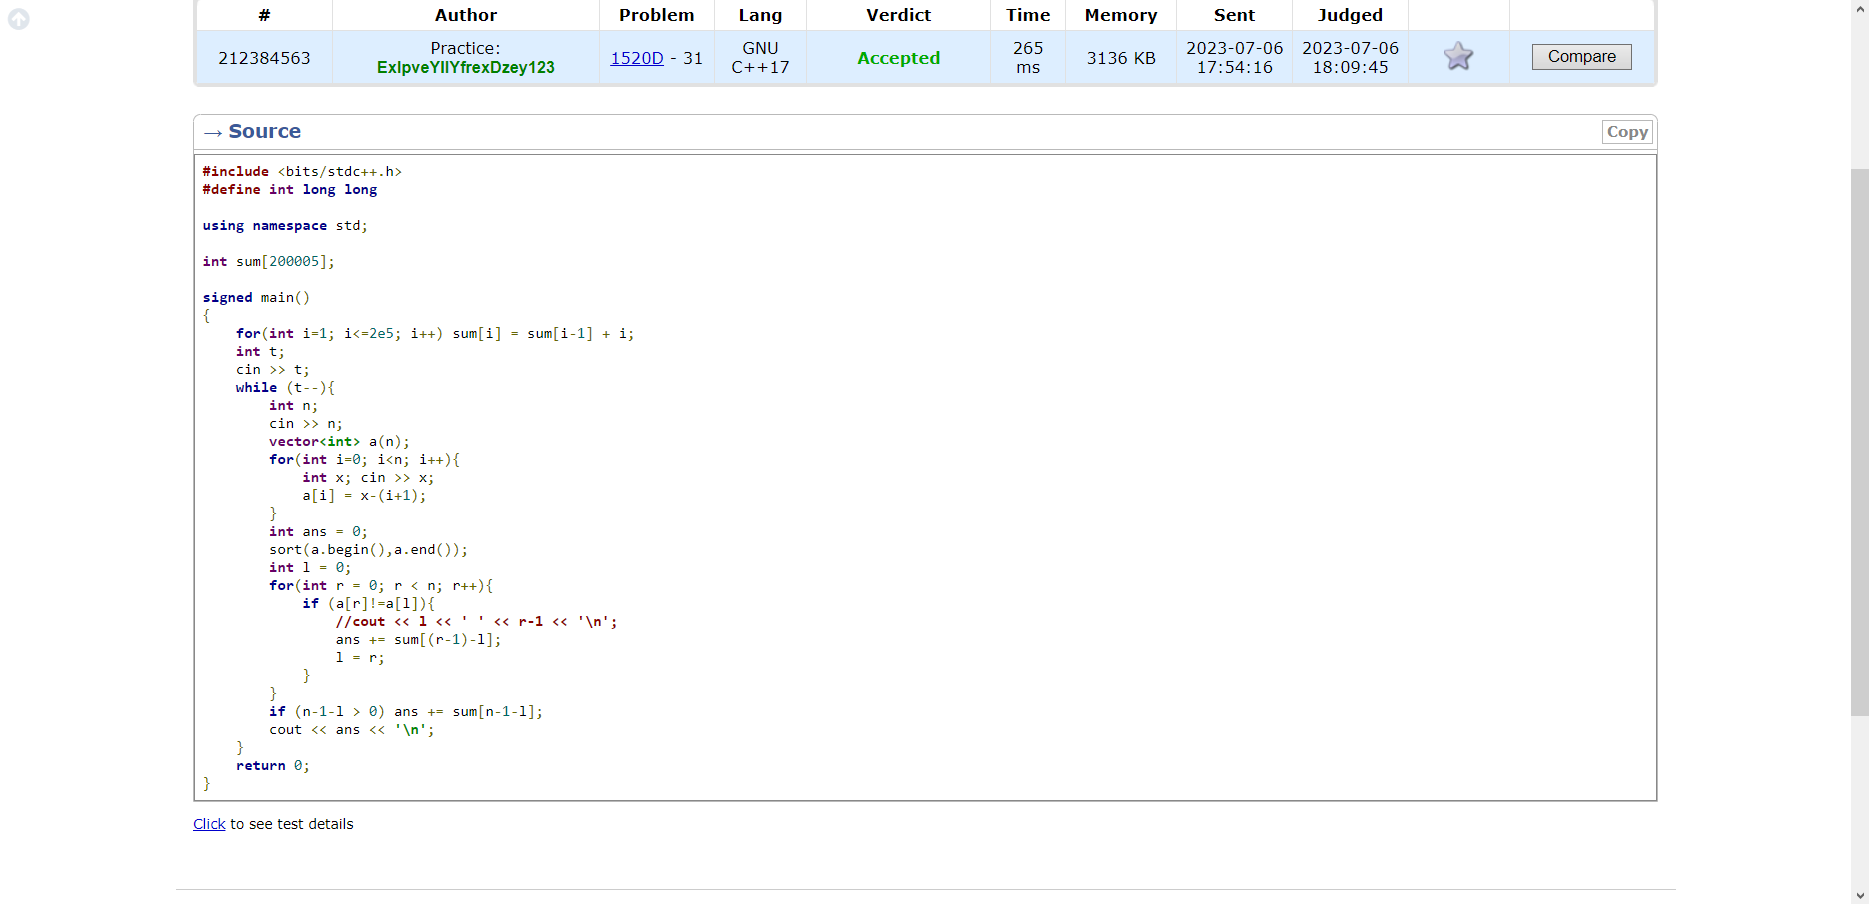 # Author Problem Lang Verdict Time Memory Sent Judged
212384563 Practice: ExlpveYIlYfrexDzey123 1520D - 31 GNU C++17 Accepted 265 ms 3136 KB 2023-07-06 17:54:16 2023-07-06 18:09:45 Compare
→ Source Copy
#include <bits/stdc++.h>
#define int long long
using namespace std;
int sum[200005];
signed main()
{
    for(int i=1; i<=2e5; i++) sum[i] = sum[i-1] + i;
    int t;
    cin >> t;
    while (t--){
        int n;
        cin >> n;
        vector<int> a(n);
        for(int i=0; i<n; i++){
            int x; cin >> x;
            a[i] = x-(i+1);
        }
        int ans = 0;
        sort(a.begin(),a.end());
        int l = 0;
        for(int r = 0; r < n; r++){
            if (a[r]!=a[l]){
                //cout << l << ' ' << r-1 << '\n';
                ans += sum[(r-1)-l];
                l = r;
            }
        }
        if (n-1-l > 0) ans += sum[n-1-l];
        cout << ans << '\n';
    }
    return 0;
}
Click to see test details